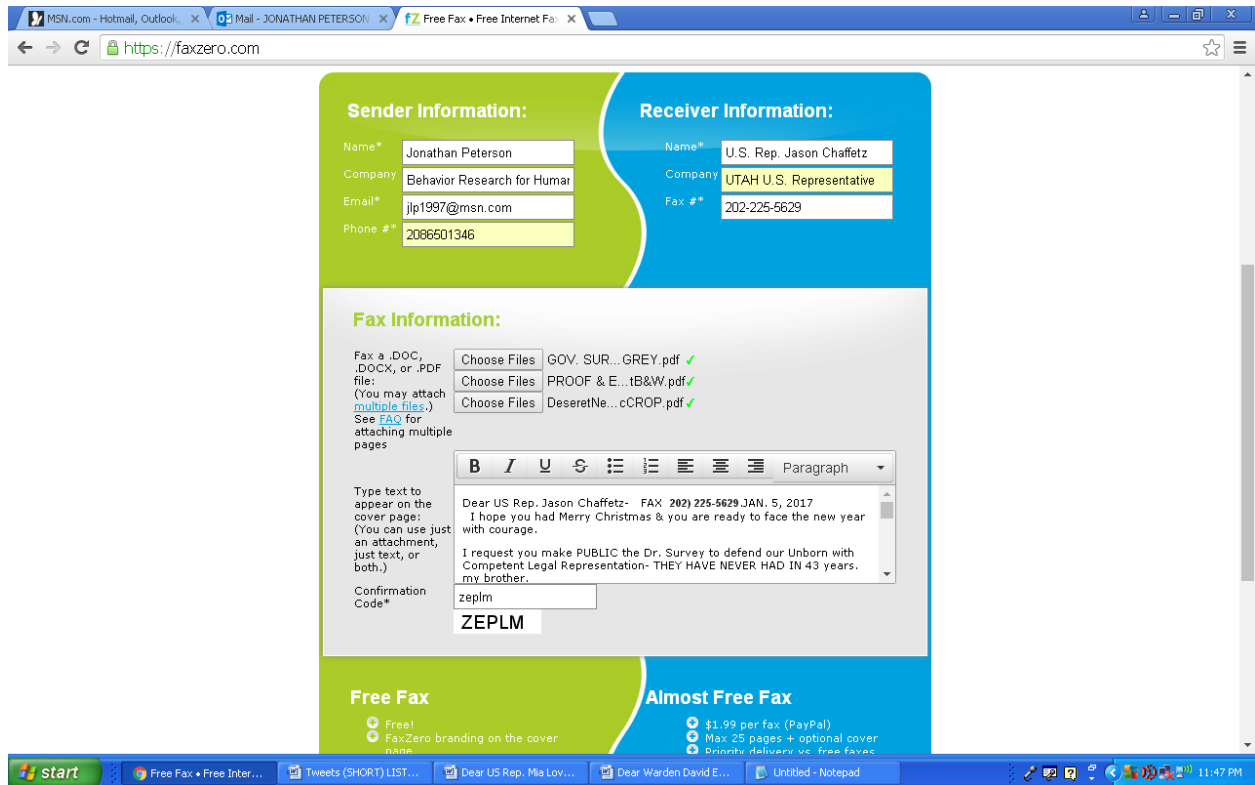 MSN.com - Hotmail, Outlook,
Mail - JONATHAN PETERSON
fZ Free Fax • Free Internet Fax
https://faxzero.com
Sender Information:
Receiver Information:
Name* Jonathan Peterson
Name* U.S. Rep. Jason Chaffetz
Company Behavior Research for Human
Company UTAH U.S. Representative
Email* jlp1997@msn.com
Fax #* 202-225-5629
Phone #* 2086501346
Fax Information:
Fax a .DOC,
.DOCX, or .PDF
file:
(You may attach
multiple files.)
See FAQ for
attaching multiple
pages
Choose Files GOV. SUR...GREY.pdf ✓
Choose Files PROOF & E...tB&W.pdf✓
Choose Files DeseretNe...cCROP.pdf✓
B I U S Paragraph
Type text to
appear on the
cover page:
(You can use just
an attachment,
just text, or
both.)
Dear US Rep. Jason Chaffetz- FAX 202) 225-5629.JAN. 5, 2017
I hope you had Merry Christmas & you are ready to face the new year
with courage.
I request you make PUBLIC the Dr. Survey to defend our Unborn with
Competent Legal Representation- THEY HAVE NEVER HAD IN 43 years.
my brother.
Confirmation
Code*
zeplm
ZEPLM
Free Fax
Free!
FaxZero branding on the cover
page
Almost Free Fax
$1.99 per fax (PayPal)
Max 25 pages + optional cover
Priority delivery vs. free faxes
start
Free Fax • Free Inter...
Tweets (SHORT) LIST...
Dear US Rep. Mia Lov...
Dear Warden David E...
Untitled - Notepad
11:47 PM